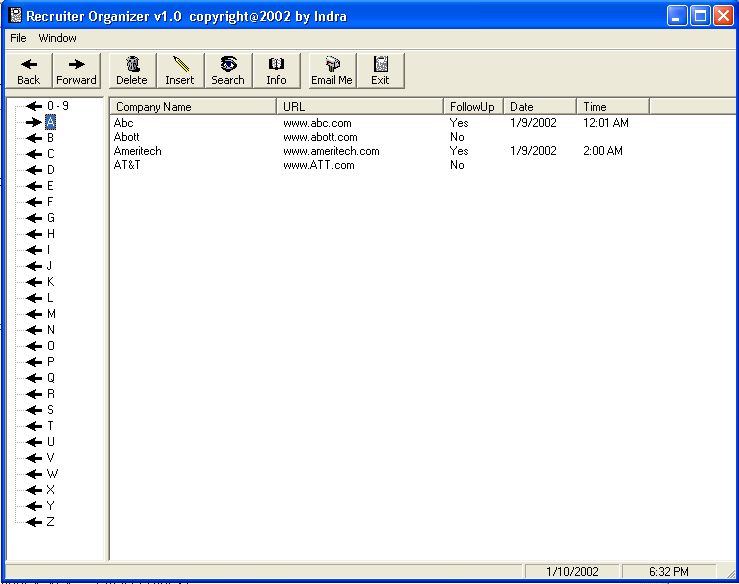 Recruiter Organizer v1.0 copyright@2002 by Indra
File Window
Back Forward Delete Insert Search Info Email Me Exit
0 - 9
A
B
C
D
E
F
G
H
I
J
K
L
M
N
O
P
Q
R
S
T
U
V
W
X
Y
Z
Company Name URL FollowUp Date Time
Abc www.abc.com Yes 1/9/2002 12:01 AM
Abott www.abott.com No
Ameritech www.ameritech.com Yes 1/9/2002 2:00 AM
AT&T www.ATT.com No
1/10/2002 6:32 PM